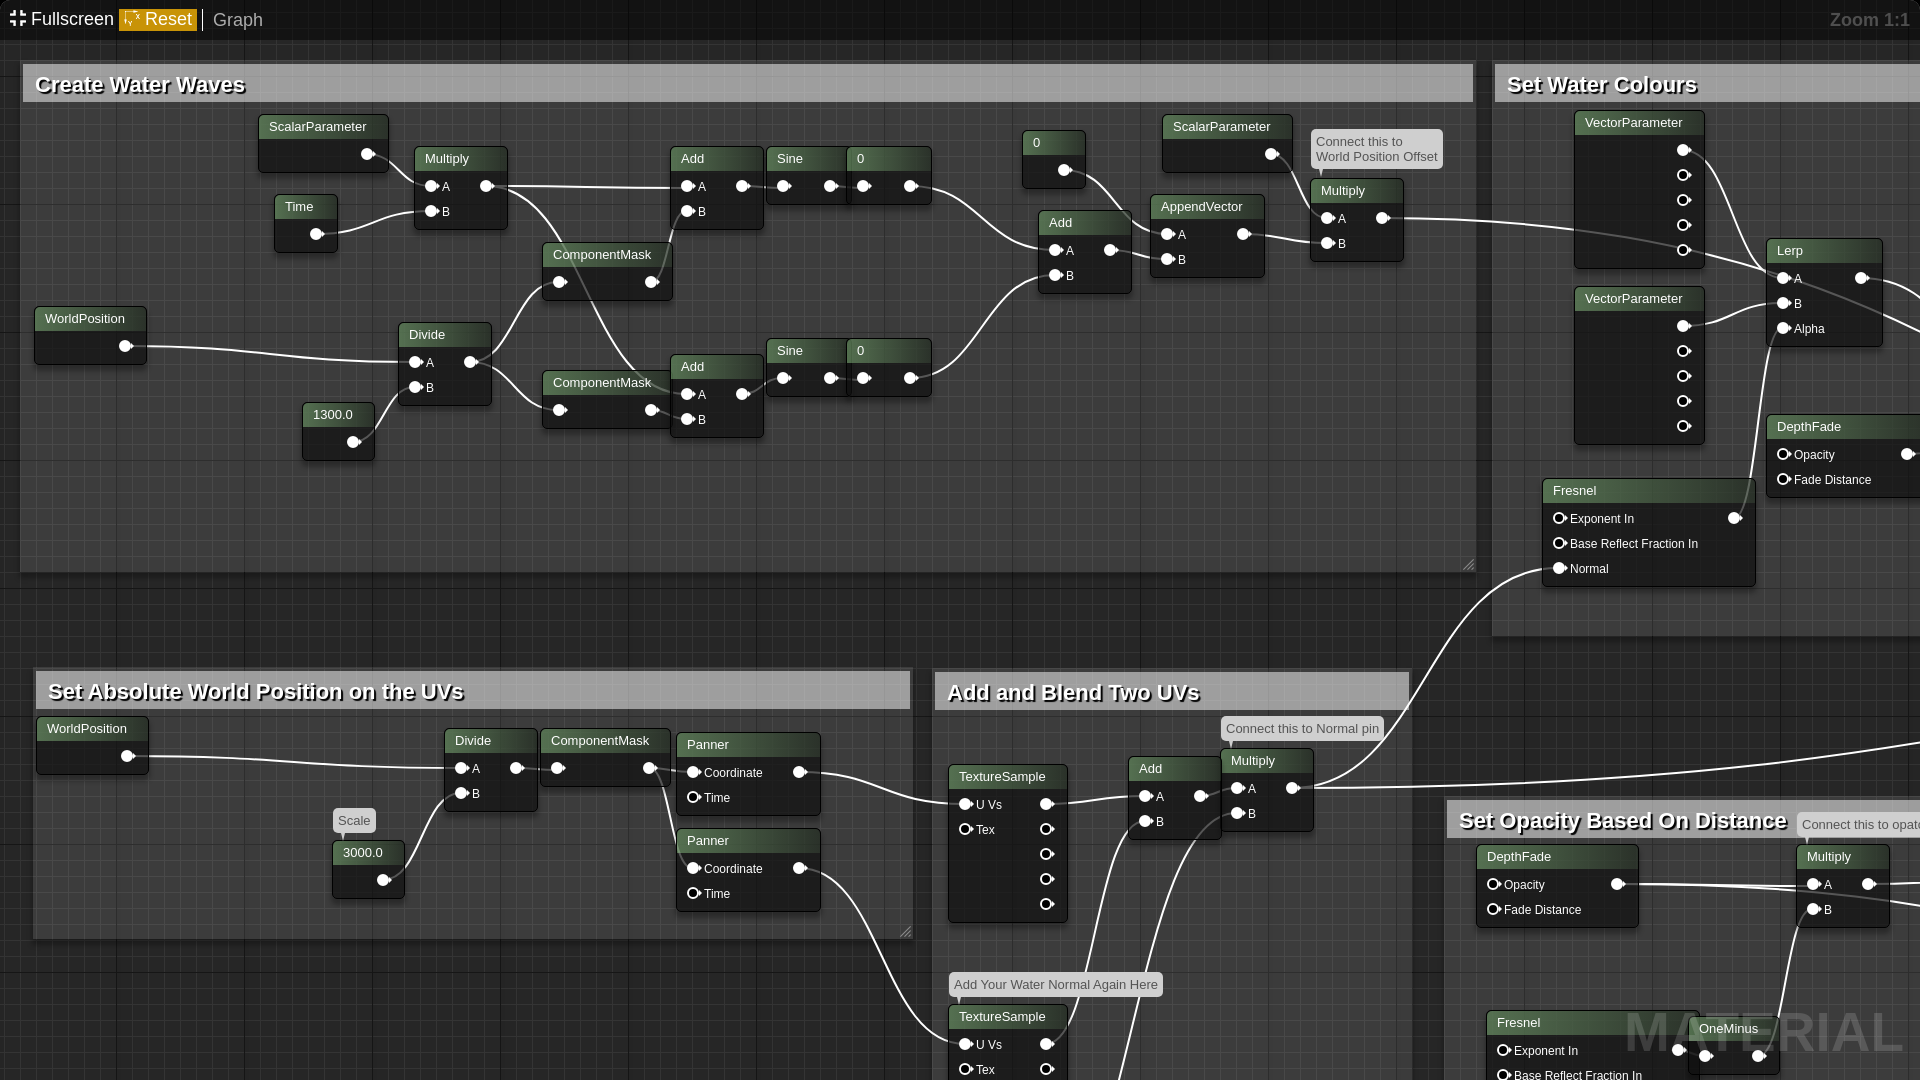 Fullscreen Reset Graph
Zoom 1:1
Create Water Waves
ScalarParameter
Multiply
A
B
Time
WorldPosition
1300.0
Divide
A
B
ComponentMask
ComponentMask
Add
A
B
Sine
0
Add
A
B
Sine
0
0
Add
A
B
AppendVector
A
B
ScalarParameter
Connect this to
World Position Offset
Multiply
A
B
Set Water Colours
VectorParameter
VectorParameter
Lerp
A
B
Alpha
DepthFade
Opacity
Fade Distance
Fresnel
Exponent In
Base Reflect Fraction In
Normal
Set Absolute World Position on the UVs
WorldPosition
Scale
3000.0
Divide
A
B
ComponentMask
Panner
Coordinate
Time
Panner
Coordinate
Time
Add and Blend Two UVs
Connect this to Normal pin
TextureSample
U Vs
Tex
Add
A
B
Multiply
A
B
Add Your Water Normal Again Here
TextureSample
U Vs
Tex
Set Opacity Based On Distance
Connect this to opat
DepthFade
Opacity
Fade Distance
Multiply
A
B
Fresnel
Exponent In
Base Reflect Fraction In
OneMinus
MATERIAL